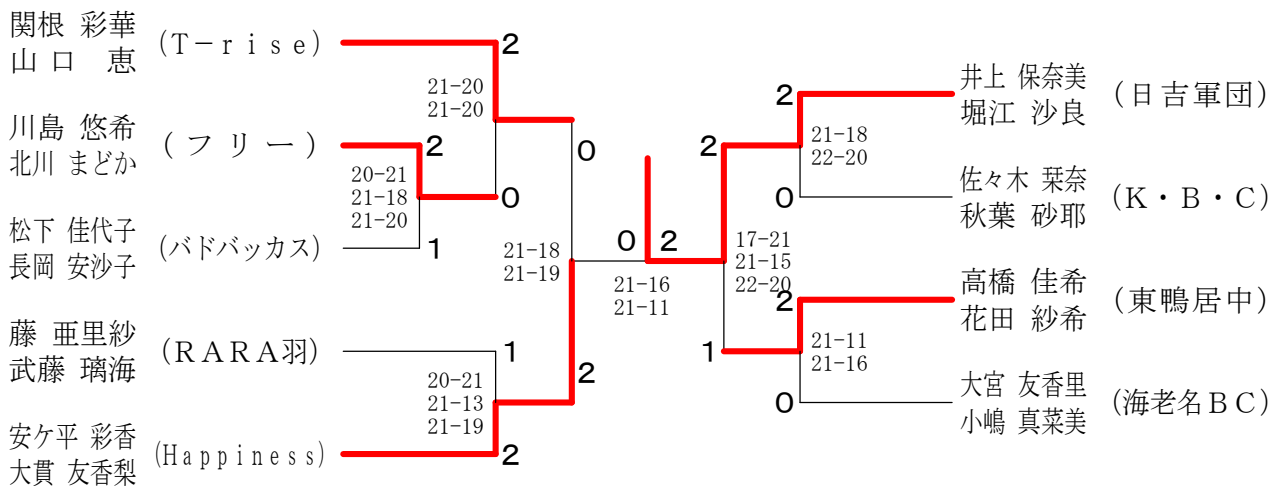 関根 彩華
山口 恵
(T－rise)
2
21-20
21-20
川島 悠希
北川 まどか
(フリー)
2
20-21
21-18
21-20
0
松下 佳代子
長岡 安沙子
(バドバッカス)
1
0
21-18
21-19
藤 亜里紗
武藤 璃海
(RARA羽)
1
20-21
21-13
21-19
2
安ケ平 彩香
大貫 友香梨
(Happiness)
2
0
2
21-16
21-11
井上 保奈美
堀江 沙良
(日吉軍団)
2
21-18
22-20
2
佐々木 栞奈
秋葉 砂耶
(K・B・C)
0
17-21
21-15
22-20
高橋 佳希
花田 紗希
(東鴨居中)
2
21-11
21-16
1
大宮 友香里
小嶋 真菜美
(海老名BC)
0